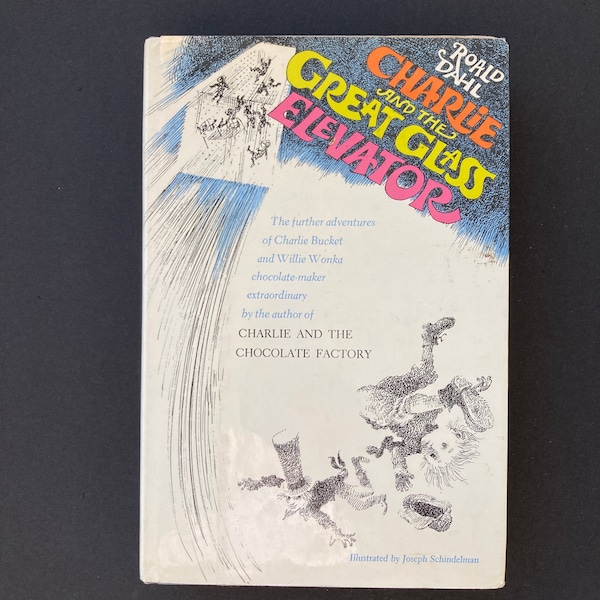 ROALD
DAHL
CHARLIE
AND THE
GREAT GLASS
ELEVATOR
The further adventures
of Charlie Bucket
and Willie Wonka
chocolate-maker
extraordinary
by the author of
CHARLIE AND THE
CHOCOLATE FACTORY
Illustrated by Joseph Schindelman